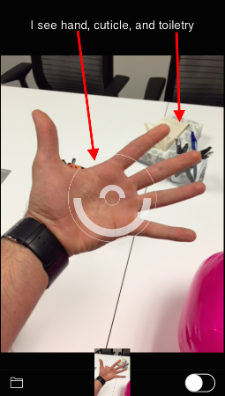 I see hand, cuticle, and toiletry